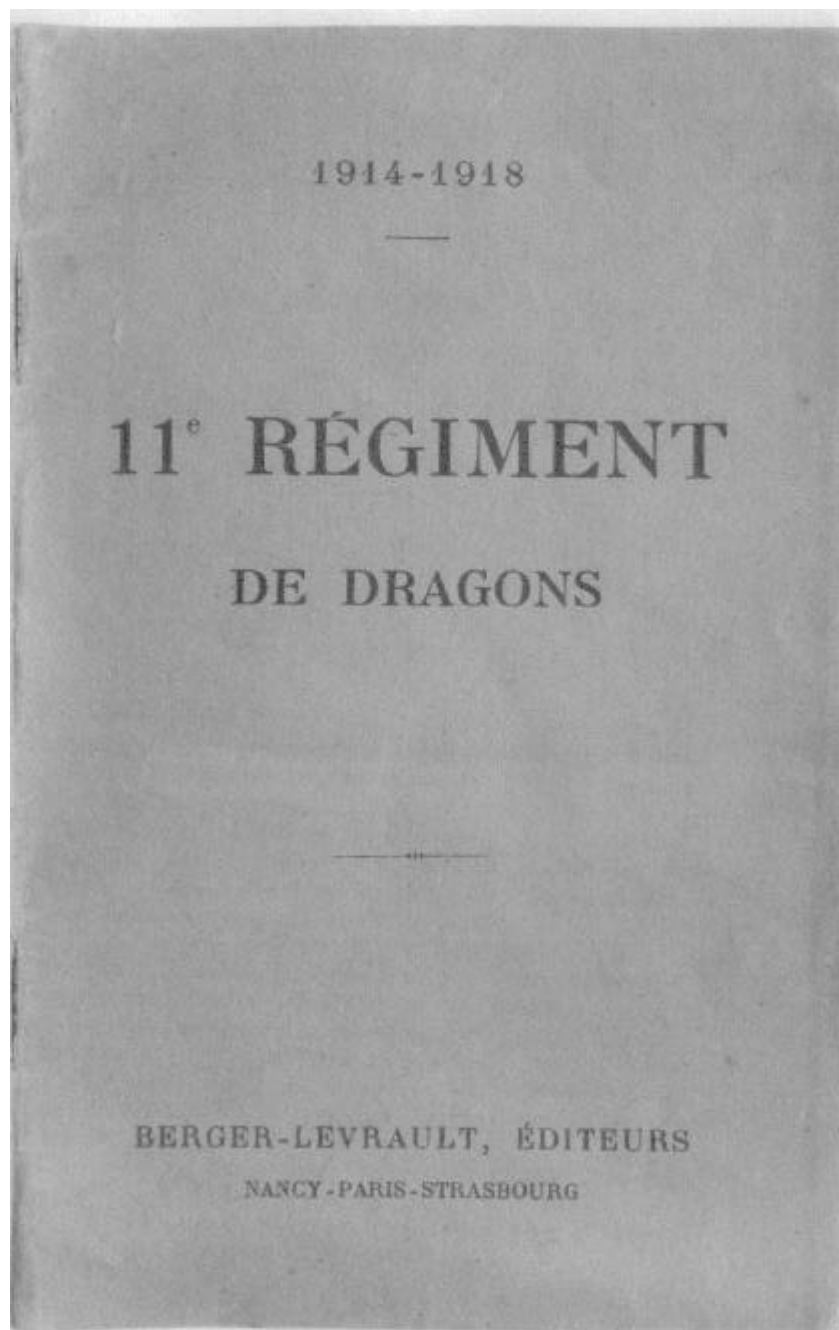 1914-1918
11e RÉGIMENT
DE DRAGONS
BERGER-LEVRAULT, ÉDITEURS
NANCY-PARIS-STRASBOURG